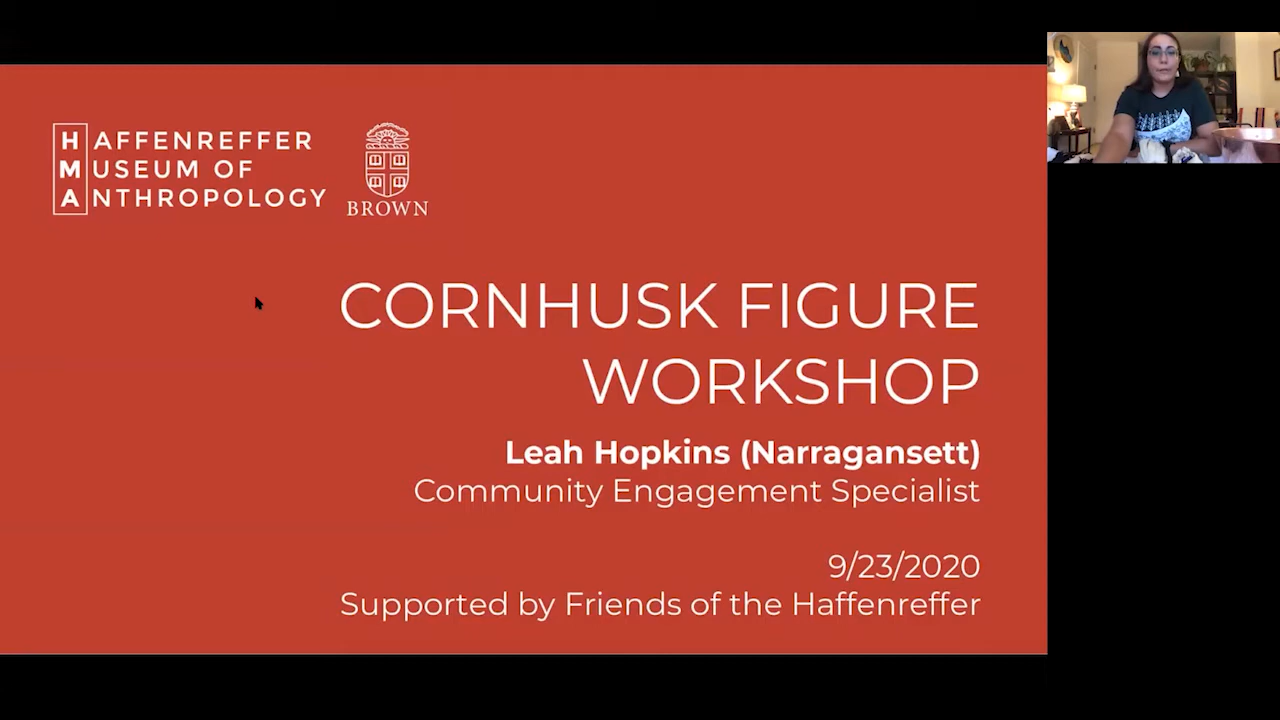 HAFFENREFFER
MUSEUM OF
ANTHROPOLOGY
BROWN
CORNHUSK FIGURE
WORKSHOP
Leah Hopkins (Narragansett)
Community Engagement Specialist
9/23/2020
Supported by Friends of the Haffenreffer